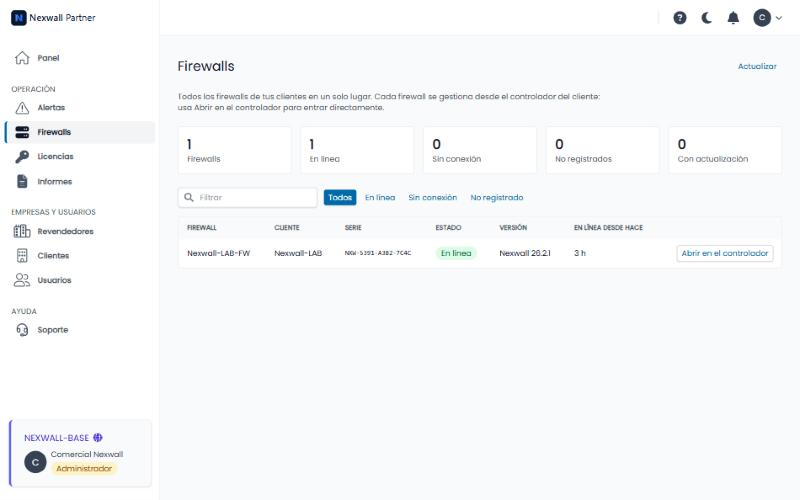 N Nexwall Partner
C
Panel
OPERACIÓN
Alertas
Firewalls
Licencias
Informes
EMPRESAS Y USUARIOS
Revendedores
Clientes
Usuarios
AYUDA
Soporte
NEXWALL-BASE
C
Comercial Nexwall
Administrador
Firewalls
Actualizar
Todos los firewalls de tus clientes en un solo lugar. Cada firewall se gestiona desde el controlador del cliente:
usa Abrir en el controlador para entrar directamente.
1
Firewalls
1
En línea
0
Sin conexión
0
No registrados
0
Con actualización
Filtrar
Todos En línea Sin conexión No registrado
FIREWALL CLIENTE SERIE ESTADO VERSIÓN EN LÍNEA DESDE HACE
Nexwall-LAB-FW Nexwall-LAB NXW-5391-A3B2-7C4C En línea Nexwall 26.2.1 3 h Abrir en el controlador